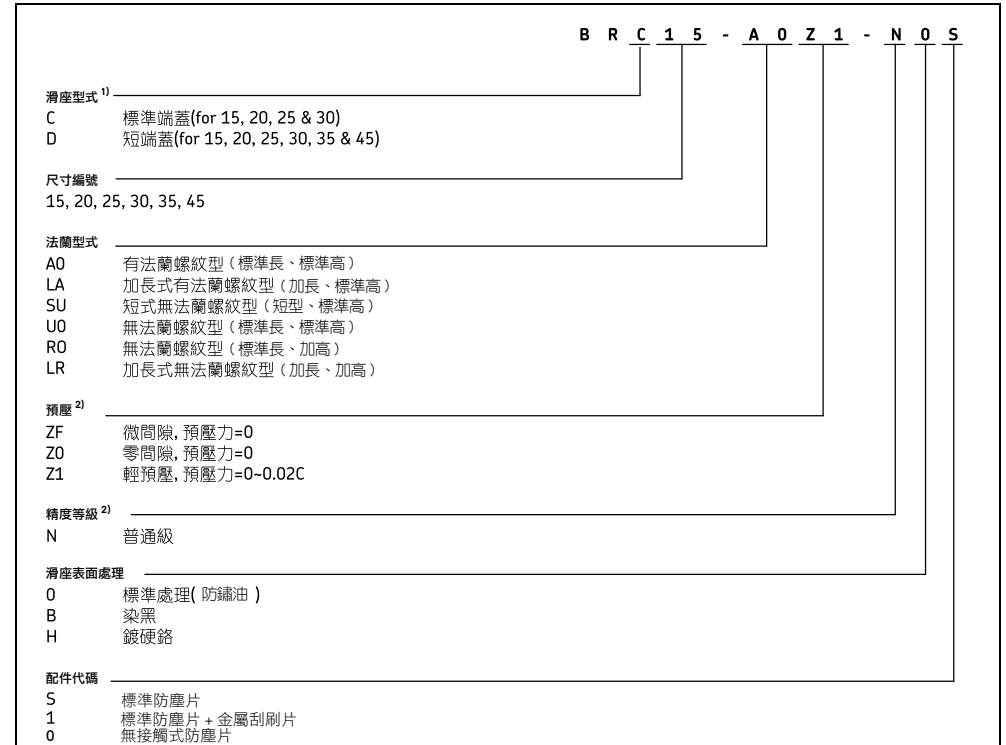 B R C 1 5 - A 0 Z 1 - N 0 S
滑座型式 1)
C 標準端蓋(for 15, 20, 25 & 30)
D 短端蓋(for 15, 20, 25, 30, 35 & 45)
尺寸編號
15, 20, 25, 30, 35, 45
法蘭型式
A0 有法蘭螺紋型(標準長、標準高)
LA 加長式有法蘭螺紋型(加長、標準高)
SU 短式無法蘭螺紋型(短型、標準高)
U0 無法蘭螺紋型(標準長、標準高)
R0 無法蘭螺紋型(標準長、加高)
LR 加長式無法蘭螺紋型(加長、加高)
預壓 2)
ZF 微間隙, 預壓力=0
Z0 零間隙, 預壓力=0
Z1 輕預壓, 預壓力=0~0.02C
精度等級 2)
N 普通級
滑座表面處理
0 標準處理( 防鏽油 )
B 染黑
H 鍍硬鉻
配件代碼
S 標準防塵片
1 標準防塵片 + 金屬刮刷片
0 無接觸式防塵片